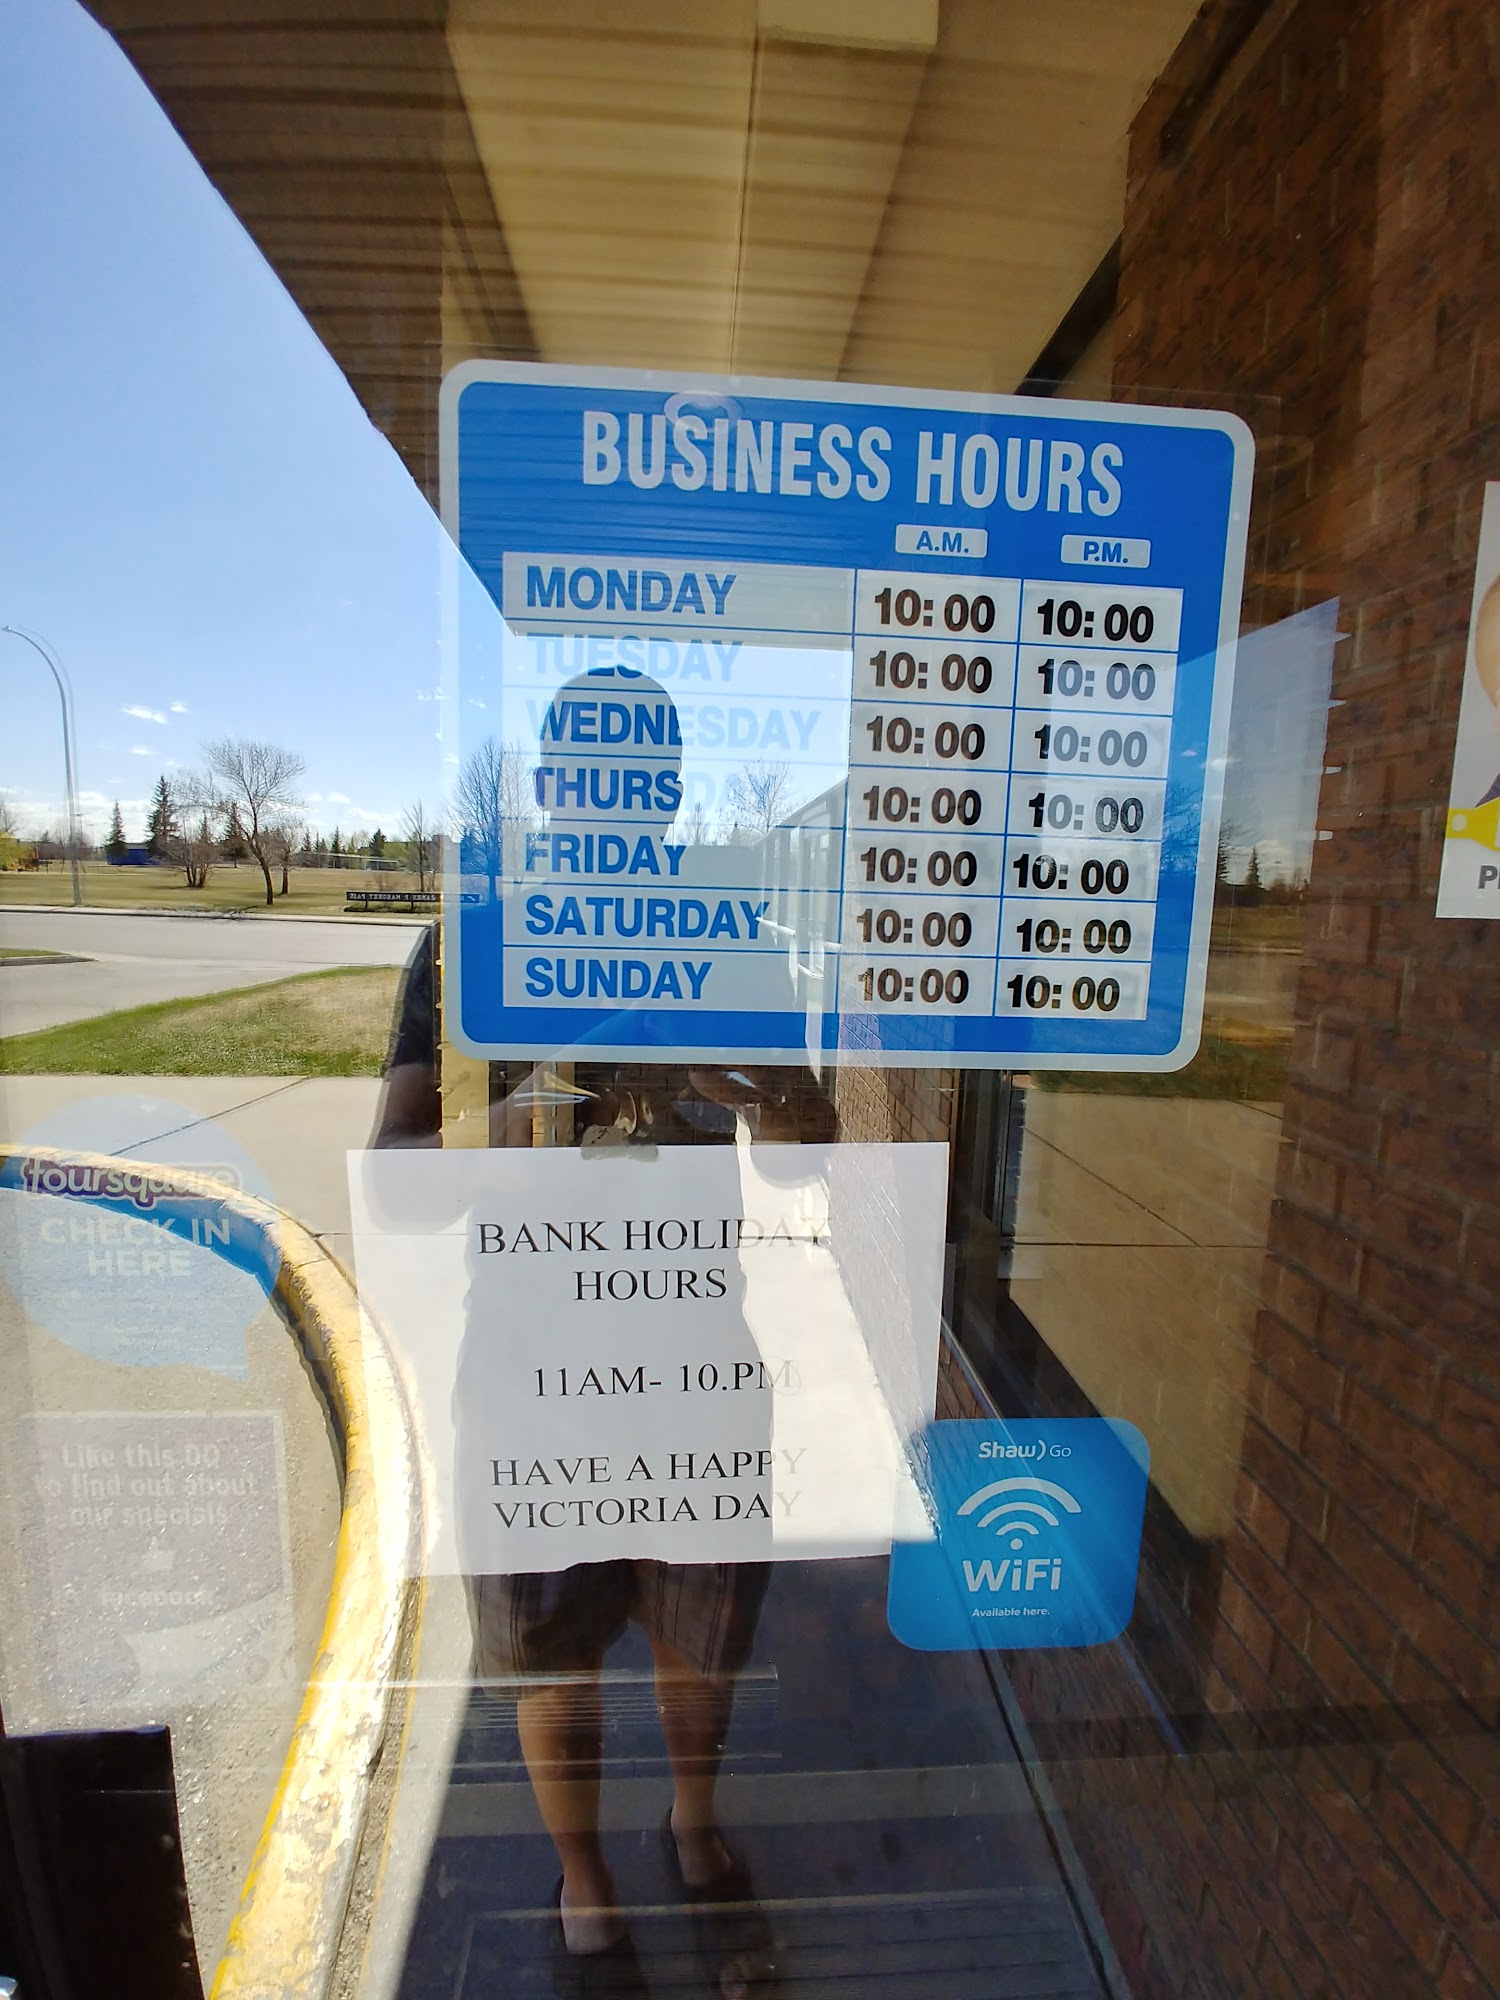 BUSINESS HOURS
A.M. P.M.
MONDAY 10:00 10:00
TUESDAY 10:00 10:00
WEDNESDAY 10:00 10:00
THURSDAY 10:00 10:00
FRIDAY 10:00 10:00
SATURDAY 10:00 10:00
SUNDAY 10:00 10:00
foursquare
CHECK IN
HERE
BANK HOLIDAY
HOURS
11AM- 10.PM
HAVE A HAPPY
VICTORIA DAY
Like this
to find out about
our specials
Facebook
Shaw) Go
WiFi
Available here.